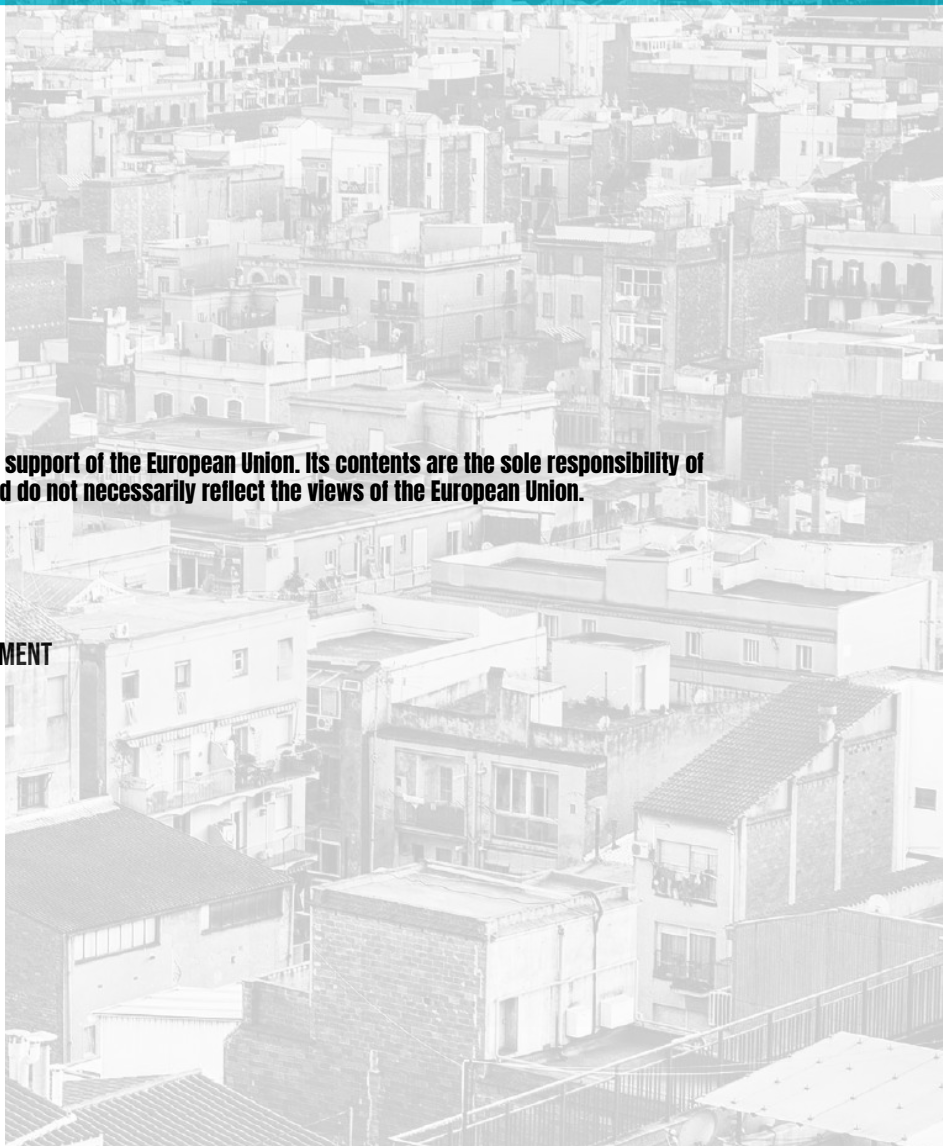 support of the European Union. Its contents are the sole responsibility of
d do not necessarily reflect the views of the European Union.
MENT